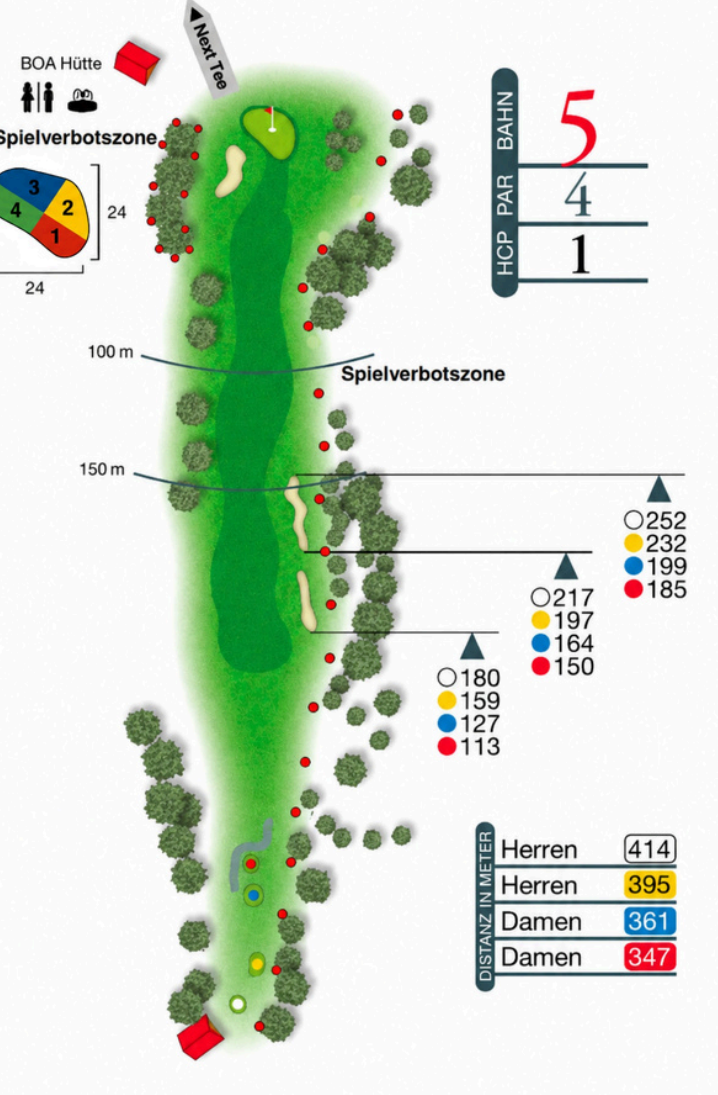 Next Tee
BOA Hütte
Spielverbotszone
3
2
4
1
24
24
BAHN 5
PAR 4
HCP 1
100 m
Spielverbotszone
150 m
252
232
199
185
217
197
164
150
180
159
127
113
DISTANZ IN METER
Herren 414
Herren 395
Damen 361
Damen 347